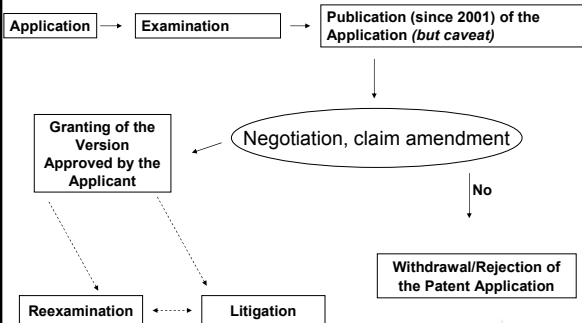 Application
Examination
Publication (since 2001) of the
Application (but caveat)
Negotiation, claim amendment
Granting of the
Version
Approved by the
Applicant
No
Withdrawal/Rejection of
the Patent Application
Reexamination
Litigation